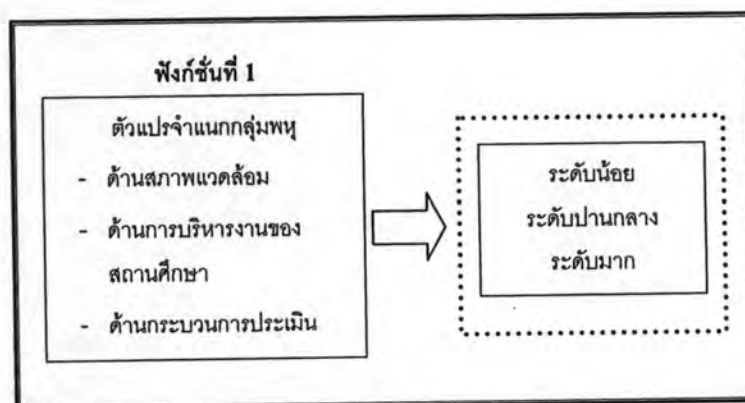 ฟังก์ชั่นที่ 1
ตัวแปรจำแนกกลุ่มพหุ
- ด้านสภาพแวดล้อม
- ด้านการบริหารงานของ
สถานศึกษา
- ด้านกระบวนการประเมิน
ระดับน้อย
ระดับปานกลาง
ระดับมาก